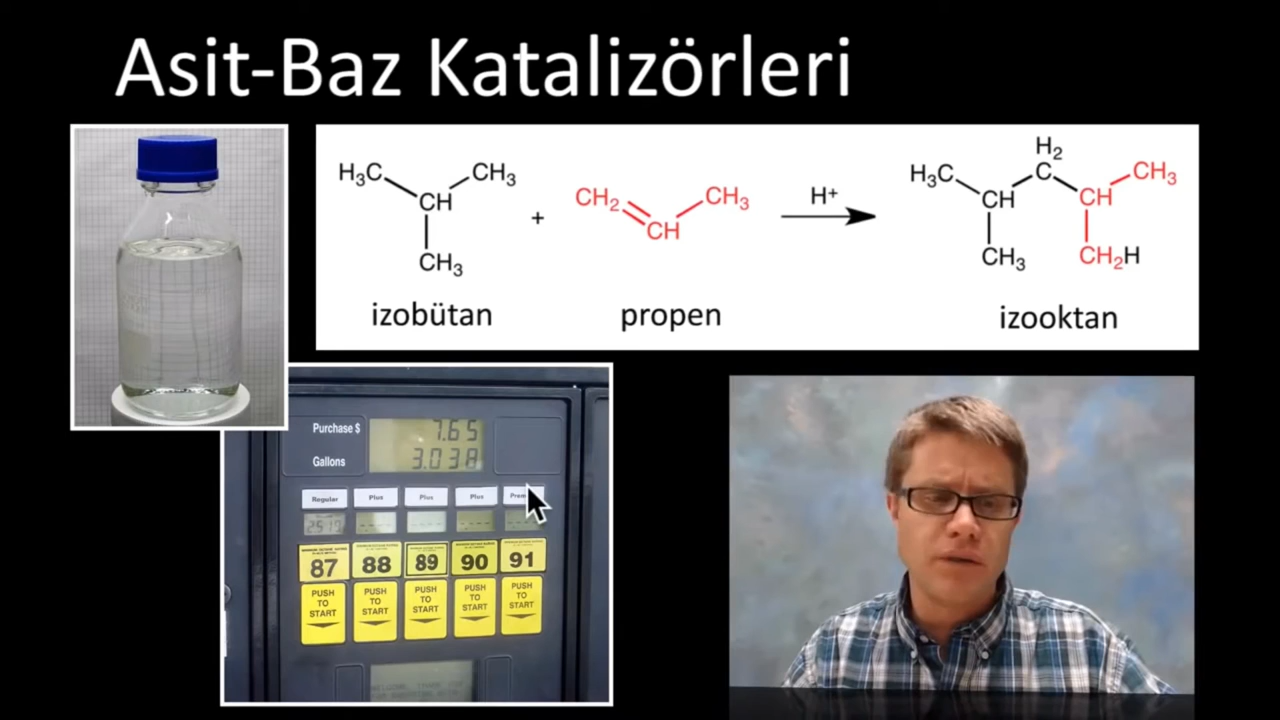 Asit-Baz Katalizörleri
H₃C CH₃ CH CH₃
+
CH₂ CH CH₃
H⁺
H₃C CH CH₃ H₂ C CH CH₃ CH₂H
izobütan propen izooktan
Purchase $ 7.65
Gallons 3.038
Regular Plus Plus Plus
87 88 89 90 91
PUSH PUSH PUSH PUSH PUSH
TO TO TO TO TO
START START START START START